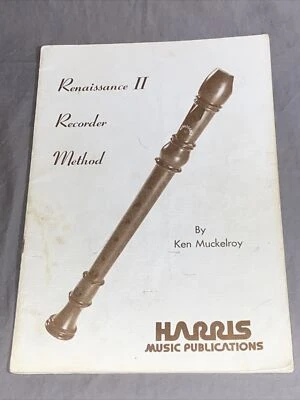 Renaissance II
Recorder
Method
By
Ken Muckelroy
HARRIS
MUSIC PUBLICATIONS